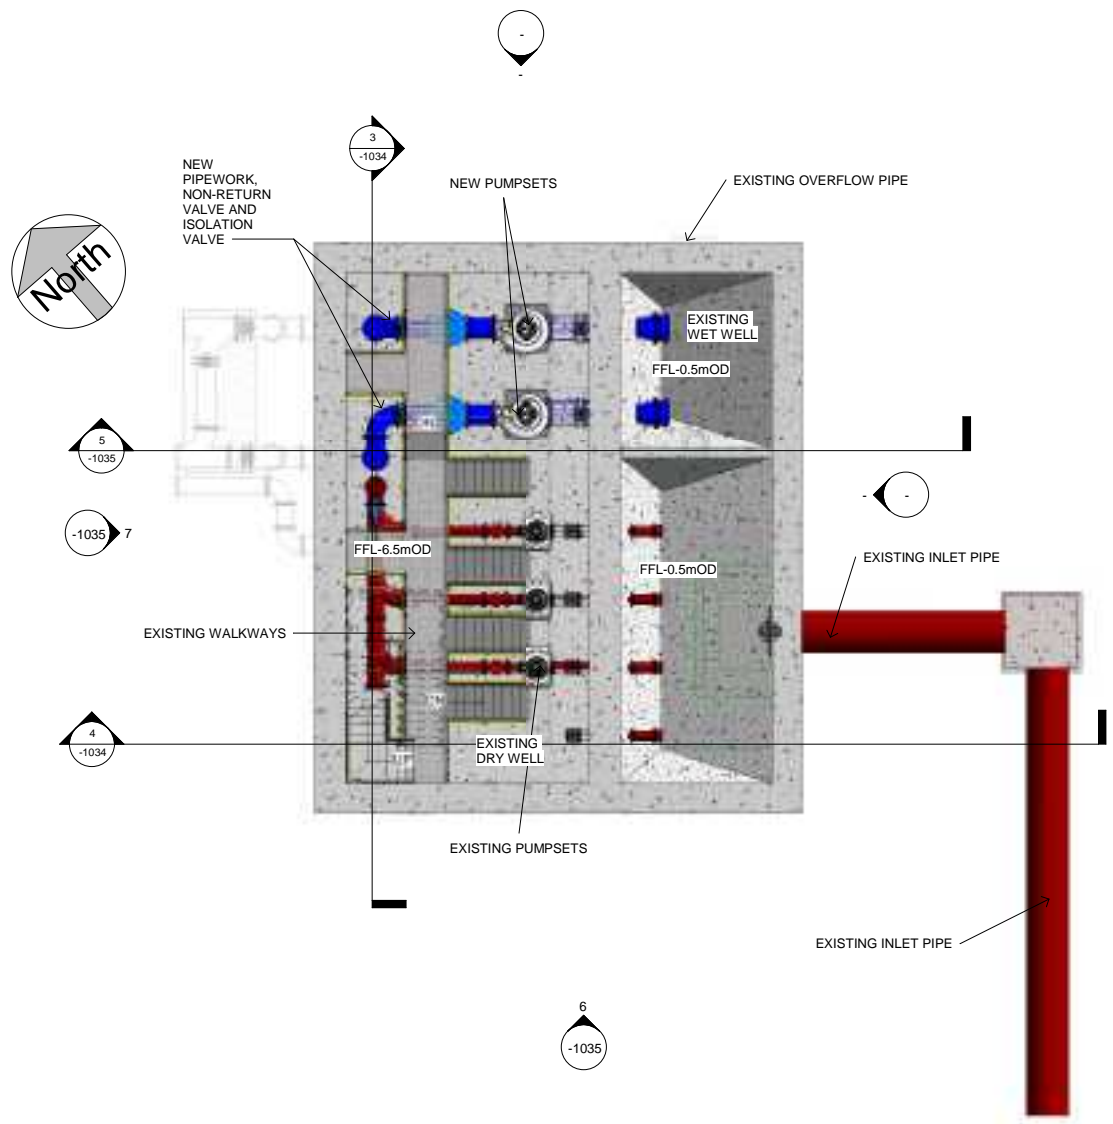 -
-
3
-1034
NEW
PIPEWORK,
NON-RETURN
VALVE AND
ISOLATION
VALVE
NEW PUMPSETS
EXISTING OVERFLOW PIPE
North
EXISTING
WET WELL
FFL-0.5mOD
5
-1035
-
-
-1035
7
FFL-6.5mOD
EXISTING INLET PIPE
FFL-0.5mOD
EXISTING WALKWAYS
4
-1034
EXISTING
DRY WELL
EXISTING PUMPSETS
EXISTING INLET PIPE
6
-1035